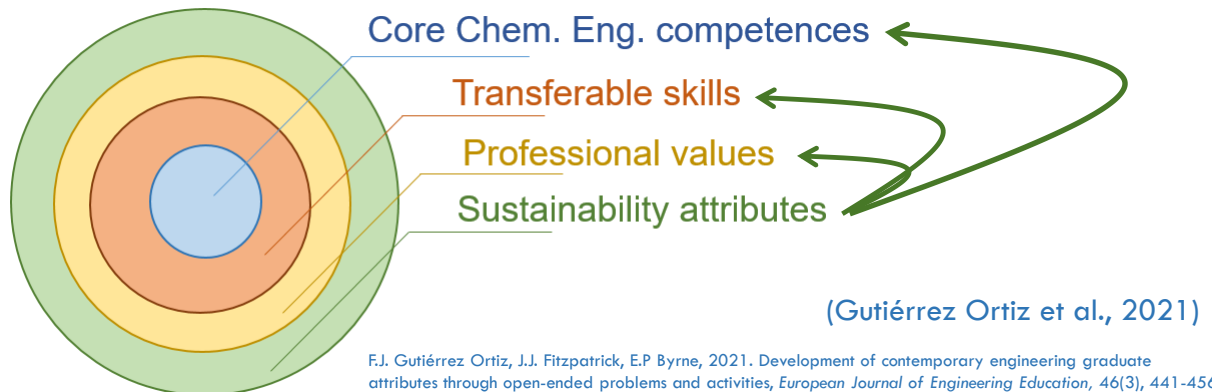 Core Chem. Eng. competences
Transferable skills
Professional values
Sustainability attributes
(Gutiérrez Ortiz et al., 2021)
F.J. Gutiérrez Ortiz, J.J. Fitzpatrick, E.P Byrne, 2021. Development of contemporary engineering graduate
attributes through open-ended problems and activities, European Journal of Engineering Education, 46(3), 441-456